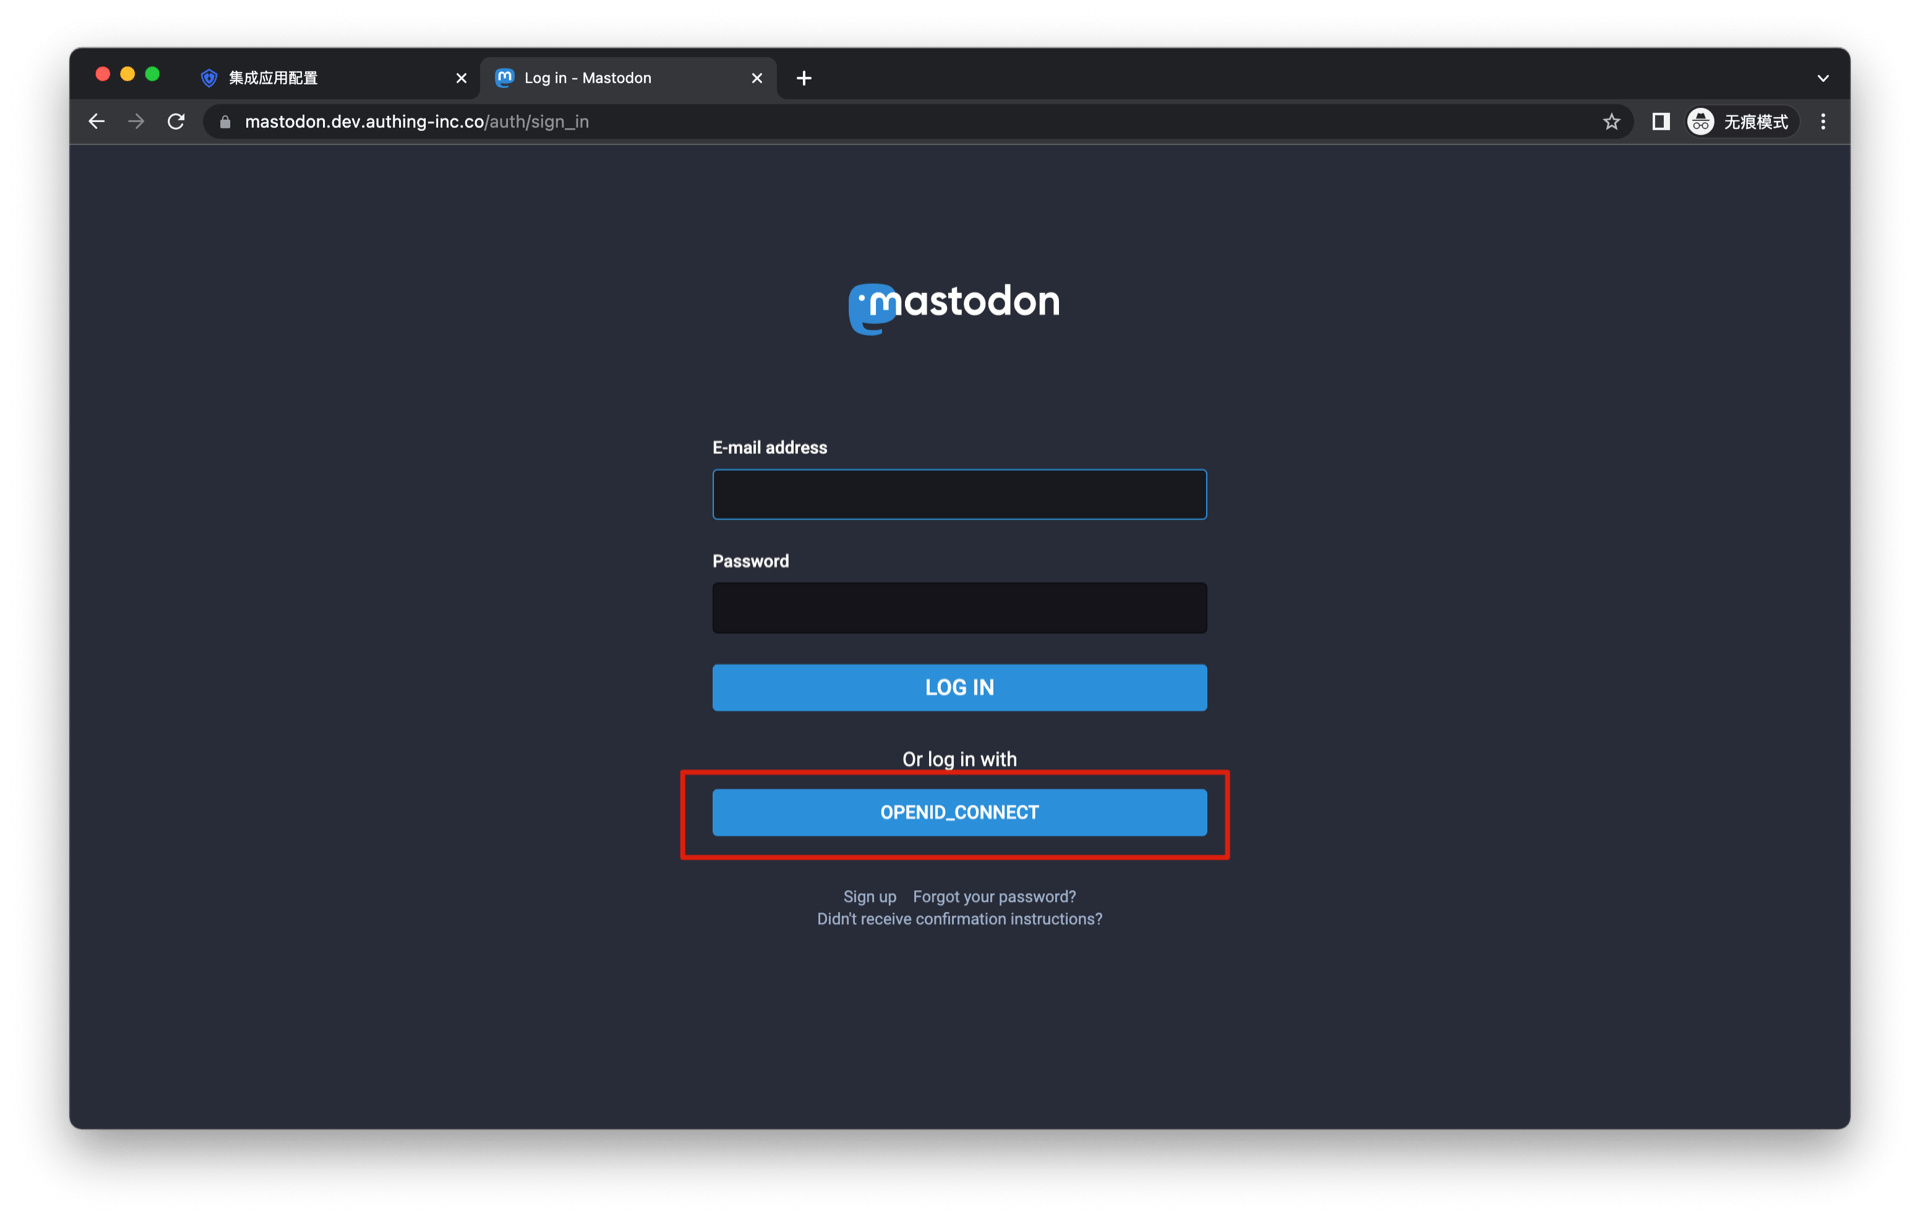 集成应用配置
Log in - Mastodon
mastodon.dev.authing-inc.co/auth/sign_in
无痕模式
mastodon
E-mail address
Password
LOG IN
Or log in with
OPENID_CONNECT
Sign up Forgot your password?
Didn't receive confirmation instructions?